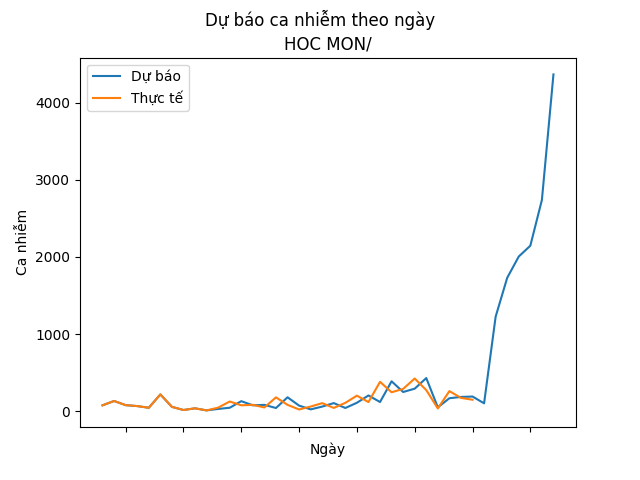 Dự báo ca nhiễm theo ngày
HOC MON/
Dự báo
Thực tế
4000
3000
2000
1000
0
Ca nhiễm
Ngày